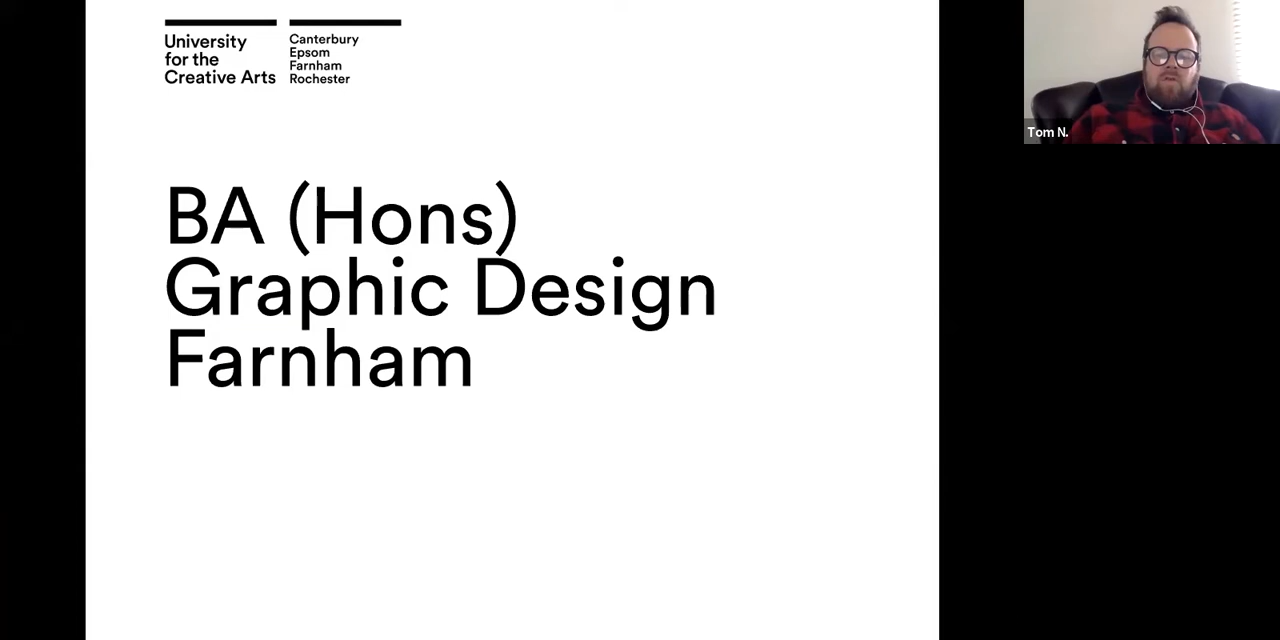 University
for the
Creative Arts
Canterbury
Epsom
Farnham
Rochester
BA (Hons)
Graphic Design
Farnham
Tom N.